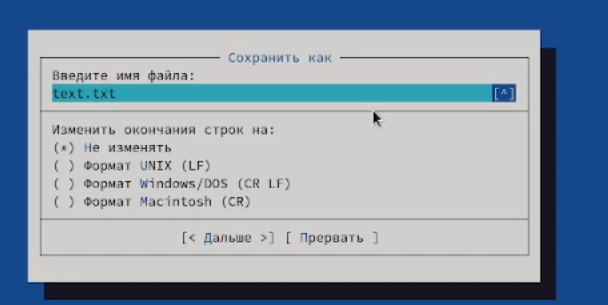 Сохранить как
Введите имя файла:
text.txt [^]
Изменить окончания строк на:
(*) Не изменять
( ) Формат UNIX (LF)
( ) Формат Windows/DOS (CR LF)
( ) Формат Macintosh (CR)
[< Дальше >] [ Прервать ]